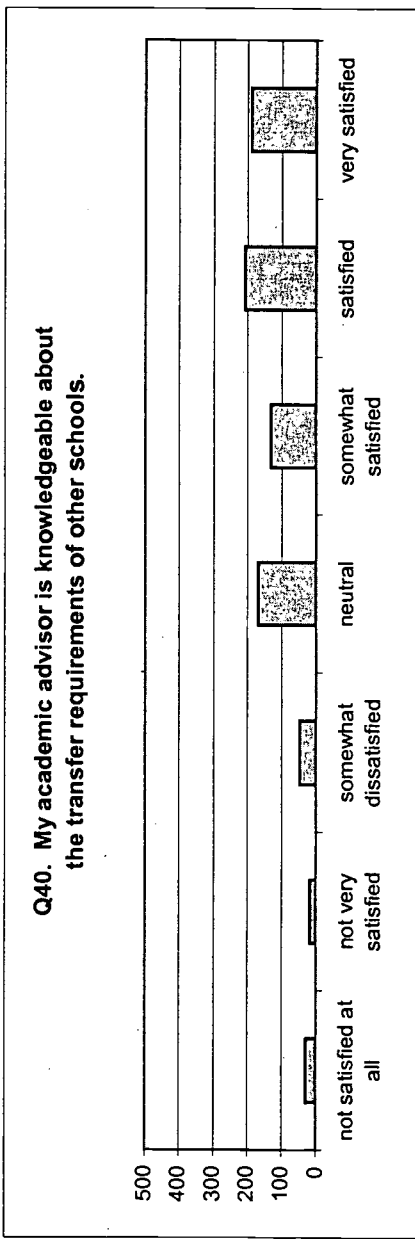 Q40. My academic advisor is knowledgeable about
the transfer requirements of other schools.
500
400
300
200
100
0
not satisfied at
all
not very
satisfied
somewhat
dissatisfied
neutral
somewhat
satisfied
satisfied
very satisfied